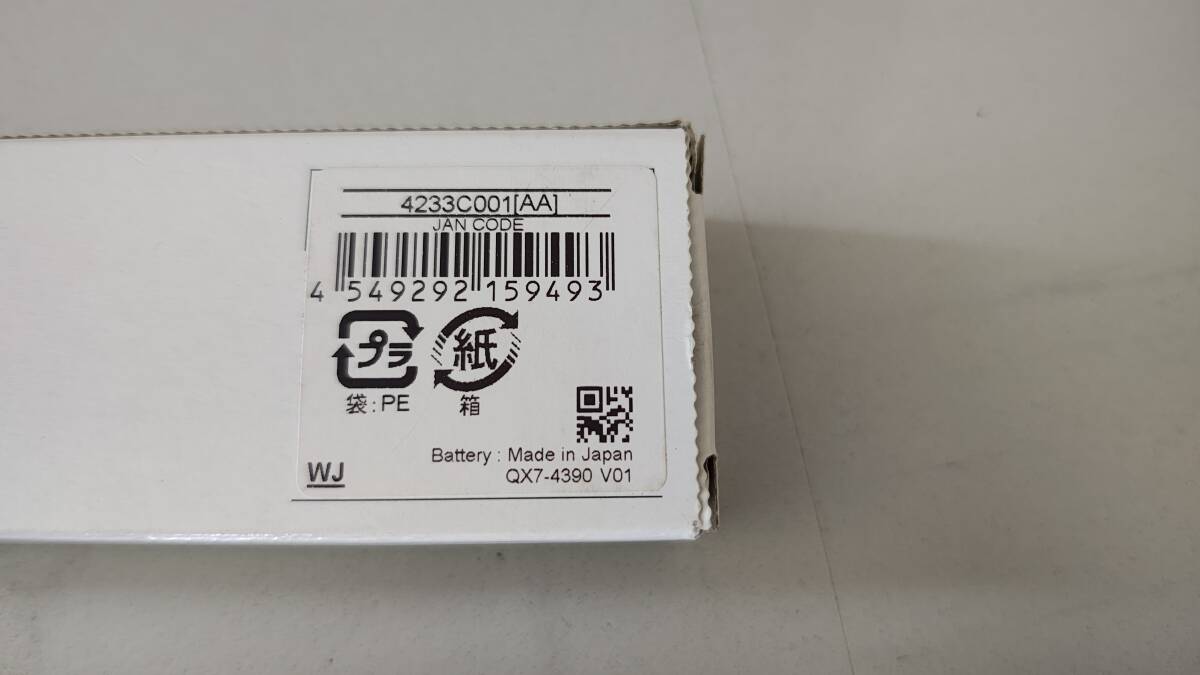 4233C001[AA]
JAN CODE
4 549292 159493
プラ 紙
袋:PE 箱
Battery : Made in Japan
WJ QX7-4390 V01